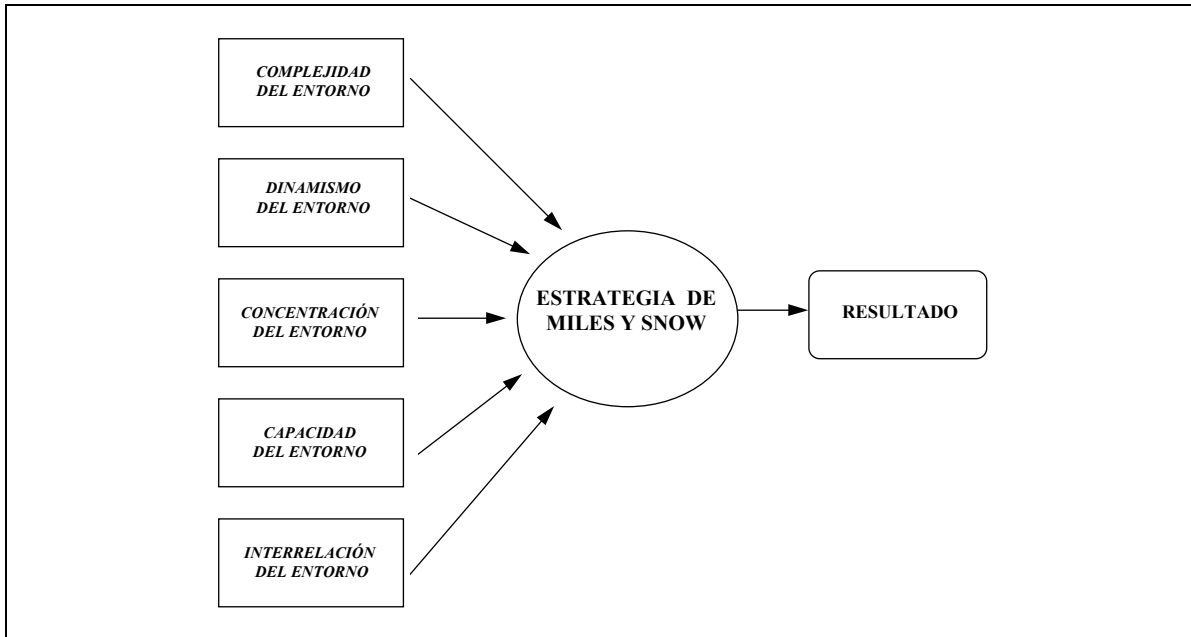 COMPLEJIDAD
DEL ENTORNO
DINAMISMO
DEL ENTORNO
CONCENTRACIÓN
DEL ENTORNO
CAPACIDAD
DEL ENTORNO
INTERRELACIÓN
DEL ENTORNO
ESTRATEGIA DE
MILES Y SNOW
RESULTADO